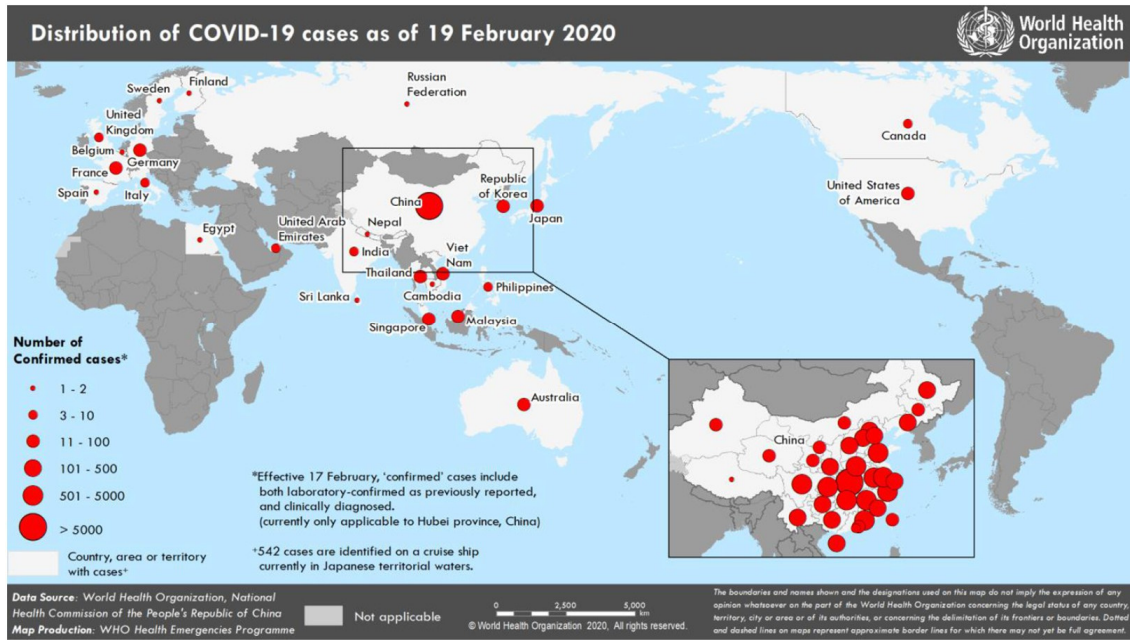 Distribution of COVID-19 cases as of 19 February 2020
World Health
Organization
Finland
Sweden
Russian
Federation
United
Kingdom
Belgium
Germany
France
Spain
Italy
Canada
United States
of America
Republic
of Korea
China
Japan
Nepal
United Arab
Emirates
Egypt
India
Viet
Nam
Thailand
Cambodia
Philippines
Sri Lanka
Singapore
Malaysia
Australia
China
Number of
Confirmed cases*
1 - 2
3 - 10
11 - 100
101 - 500
501 - 5000
> 5000
Country, area or territory
with cases⁺
*Effective 17 February, 'confirmed' cases include
both laboratory-confirmed as previously reported,
and clinically diagnosed.
(currently only applicable to Hubei province, China)
⁺542 cases are identified on a cruise ship
currently in Japanese territorial waters.
Data Source: World Health Organization, National
Health Commission of the People's Republic of China
Map Production: WHO Health Emergencies Programme
Not applicable
0 2,500 5,000
km
© World Health Organization 2020, All rights reserved.
The boundaries and names shown and the designations used on this map do not imply the expression of any
opinion whatsoever on the part of the World Health Organization concerning the legal status of any country,
territory, city or area or of its authorities, or concerning the delimitation of its frontiers or boundaries. Dotted
and dashed lines on maps represent approximate border lines for which there may not yet be full agreement.